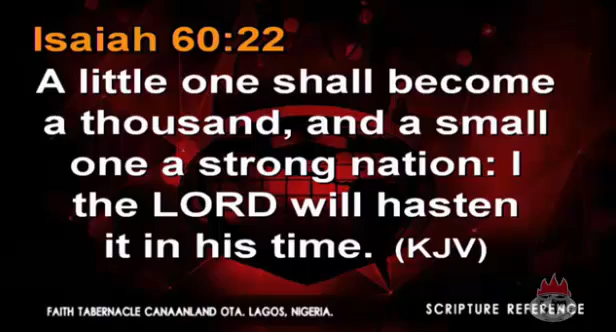 Isaiah 60:22
A little one shall become
a thousand, and a small
one a strong nation: I
the LORD will hasten
it in his time. (KJV)
FAITH TABERNACLE CANAANLAND OTA. LAGOS, NIGERIA.
SCRIPTURE REFERENCE